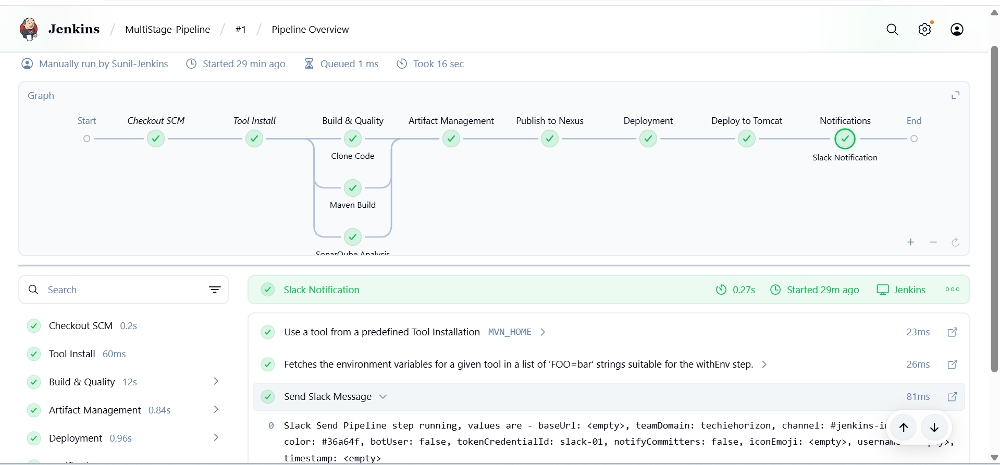 Jenkins / MultiStage-Pipeline / #1 / Pipeline Overview
Manually run by Sunil-Jenkins Started 29 min ago Queued 1 ms Took 16 sec
Graph
Start Checkout SCM Tool Install Build & Quality Artifact Management Publish to Nexus Deployment Deploy to Tomcat Notifications End
Clone Code Slack Notification
Maven Build
SonarQube Analysis
Search
Slack Notification 0.27s Started 29m ago Jenkins
Checkout SCM 0.2s
Tool Install 60ms
Build & Quality 12s
Artifact Management 0.84s
Deployment 0.96s
Use a tool from a predefined Tool Installation MVN_HOME 23ms
Fetches the environment variables for a given tool in a list of 'FOO=bar' strings suitable for the withEnv step. 26ms
Send Slack Message 81ms
0 Slack Send Pipeline step running, values are - baseUrl: <empty>, teamDomain: techiehorizon, channel:
color: #36a64f, botUser: false, tokenCredentialId: slack-01, notifyCommitters: false, iconEmoji: <empty>,
timestamp: <empty>